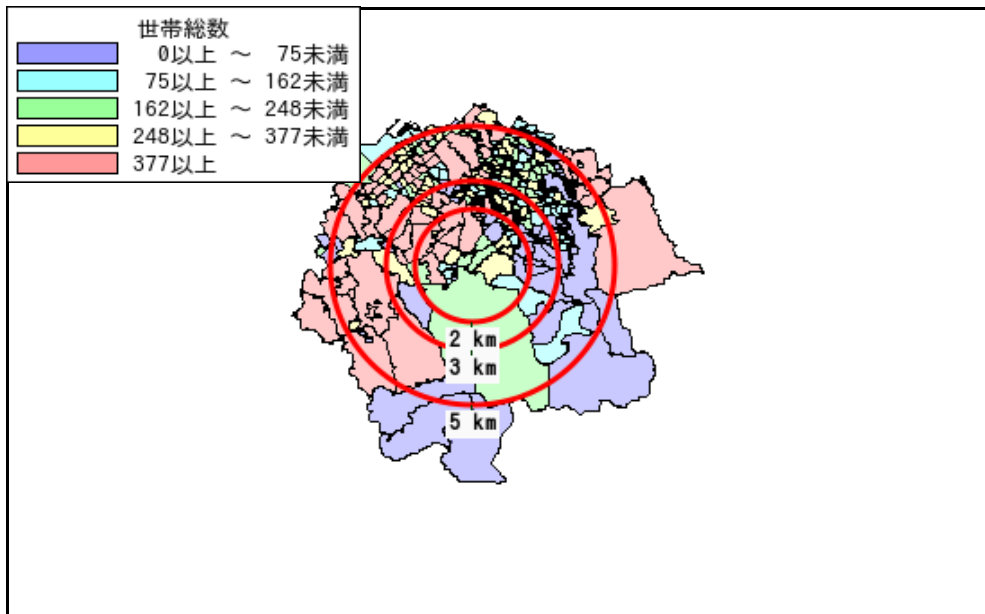 世帯総数
0以上 ～ 75未満
75以上 ～ 162未満
162以上 ～ 248未満
248以上 ～ 377未満
377以上
2 km
3 km
5 km